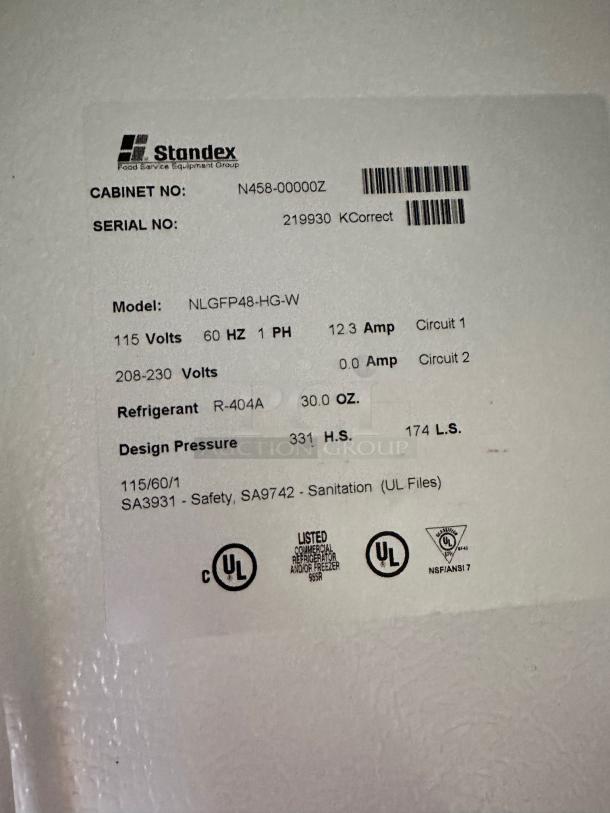 Standex
Food Service Equipment Group
CABINET NO: N458-00000Z
SERIAL NO: 219930 KCorrect
Model: NLGFP48-HG-W
115 Volts 60 HZ 1 PH 12.3 Amp Circuit 1
208-230 Volts 0.0 Amp Circuit 2
Refrigerant R-404A 30.0 OZ.
Design Pressure 331 H.S. 174 L.S.
AUCTION GROUP
115/60/1
SA3931 - Safety, SA9742 - Sanitation (UL Files)
C UL
LISTED
COMMERCIAL
REFRIGERATOR
AND/OR FREEZER
UL
UL
NSF/ANSI 7